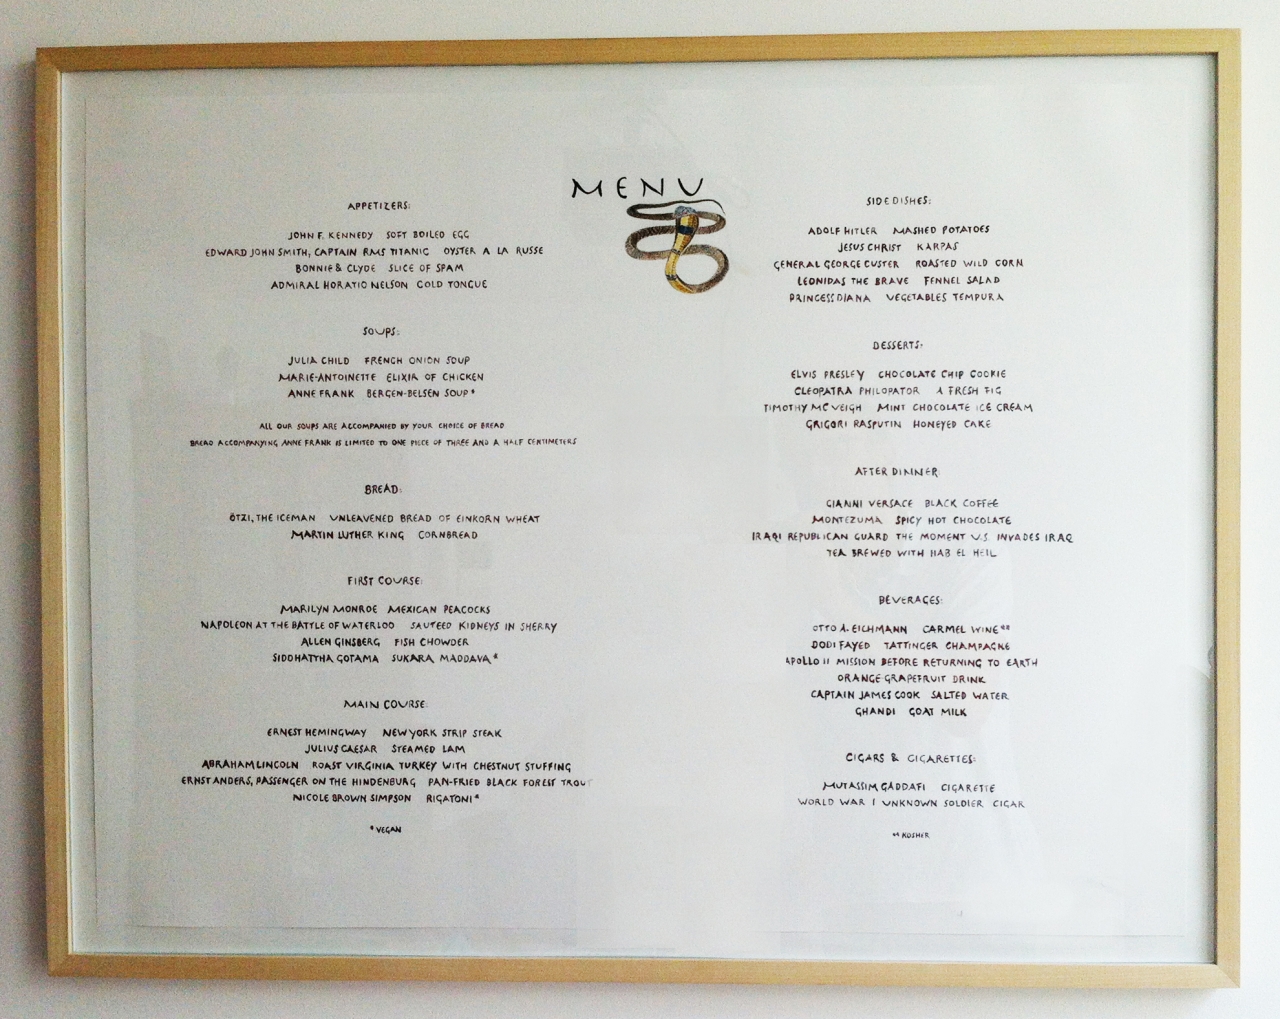 MENU
APPETIZERS:
JOHN F. KENNEDY SOFT BOILED EGG
EDWARD JOHN SMITH, CAPTAIN RMS TITANIC OYSTER A LA RUSSE
BONNIE & CLYDE SLICE OF SPAM
ADMIRAL HORATIO NELSON COLD TONGUE
SOUPS:
JULIA CHILD FRENCH ONION SOUP
MARIE-ANTOINETTE ELIXIR OF CHICKEN
ANNE FRANK BERGEN-BELSEN SOUP*
ALL OUR SOUPS ARE ACCOMPANIED BY YOUR CHOICE OF BREAD
BREAD ACCOMPANYING ANNE FRANK IS LIMITED TO ONE PIECE OF THREE AND A HALF CENTIMETERS
BREAD:
ÖTZI, THE ICEMAN UNLEAVENED BREAD OF EINKORN WHEAT
MARTIN LUTHER KING CORNBREAD
FIRST COURSE:
MARILYN MONROE MEXICAN PEACOCKS
NAPOLEON AT THE BATTLE OF WATERLOO SAUTEED KIDNEYS IN SHERRY
ALLEN GINSBERG FISH CHOWDER
SIDDHATTHA GOTAMA SUKARA MADDAVA*
MAIN COURSE:
ERNEST HEMINGWAY NEW YORK STRIP STEAK
JULIUS CAESAR STEAMED LAM
ABRAHAM LINCOLN ROAST VIRGINIA TURKEY WITH CHESTNUT STUFFING
ERNST ANDERS, PASSENGER ON THE HINDENBURG PAN-FRIED BLACK FOREST TROUT
NICOLE BROWN SIMPSON RIGATONI*
*VEGAN
SIDE DISHES:
ADOLF HITLER MASHED POTATOES
JESUS CHRIST KARPAS
GENERAL GEORGE CUSTER ROASTED WILD CORN
LEONIDAS THE BRAVE FENNEL SALAD
PRINCESS DIANA VEGETABLES TEMPURA
DESSERTS:
ELVIS PRESLEY CHOCOLATE CHIP COOKIE
CLEOPATRA PHILOPATOR A FRESH FIG
TIMOTHY MC VEIGH MINT CHOCOLATE ICE CREAM
GRIGORI RASPUTIN HONEYED CAKE
AFTER DINNER:
GIANNI VERSACE BLACK COFFEE
MONTEZUMA SPICY HOT CHOCOLATE
IRAQI REPUBLICAN GUARD THE MOMENT U.S. INVADES IRAQ
TEA BREWED WITH HAB EL HEIL
BEVERAGES:
OTTO A. EICHMANN CARMEL WINE**
DODI FAYED TATTINGER CHAMPAGNE
APOLLO 11 MISSION BEFORE RETURNING TO EARTH
ORANGE-GRAPEFRUIT DRINK
CAPTAIN JAMES COOK SALTED WATER
GHANDI GOAT MILK
CIGARS & CIGARETTES:
MUTASSIM GADDAFI CIGARETTE
WORLD WAR I UNKNOWN SOLDIER CIGAR
**KOSHER